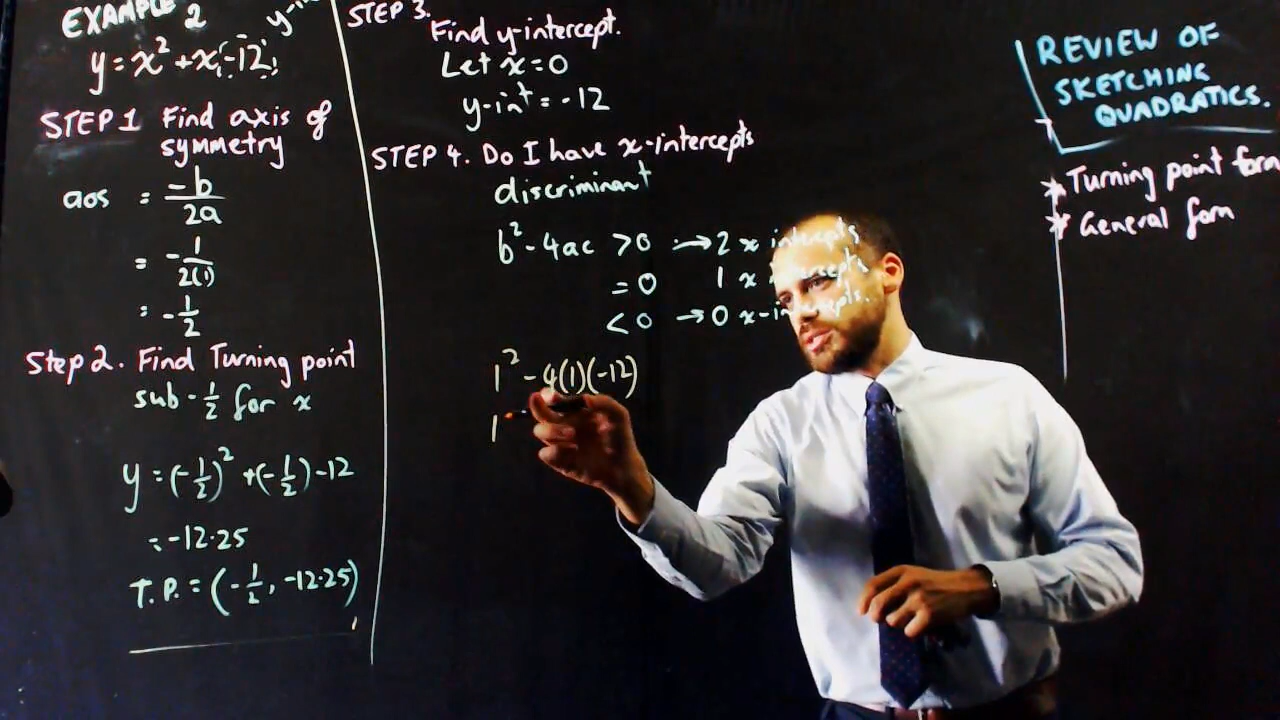 EXAMPLE 2
y = x² + x - 12
STEP 1 Find axis of
symmetry
aos = -b/2a
= -1/2(1)
= -1/2
Step 2. Find Turning point
sub -1/2 for x
y = (-1/2)² + (-1/2) - 12
= -12.25
T.P. = (-1/2, -12.25)
STEP 3.
Find y-intercept.
Let x = 0
y-int = -12
STEP 4. Do I have x-intercepts
discriminant
b² - 4ac > 0 → 2 x intercepts
= 0 1 x intercepts
< 0 → 0 x-intercepts.
1² - 4(1)(-12)
1
REVIEW OF
SKETCHING
QUADRATICS.
* Turning point form
* General form